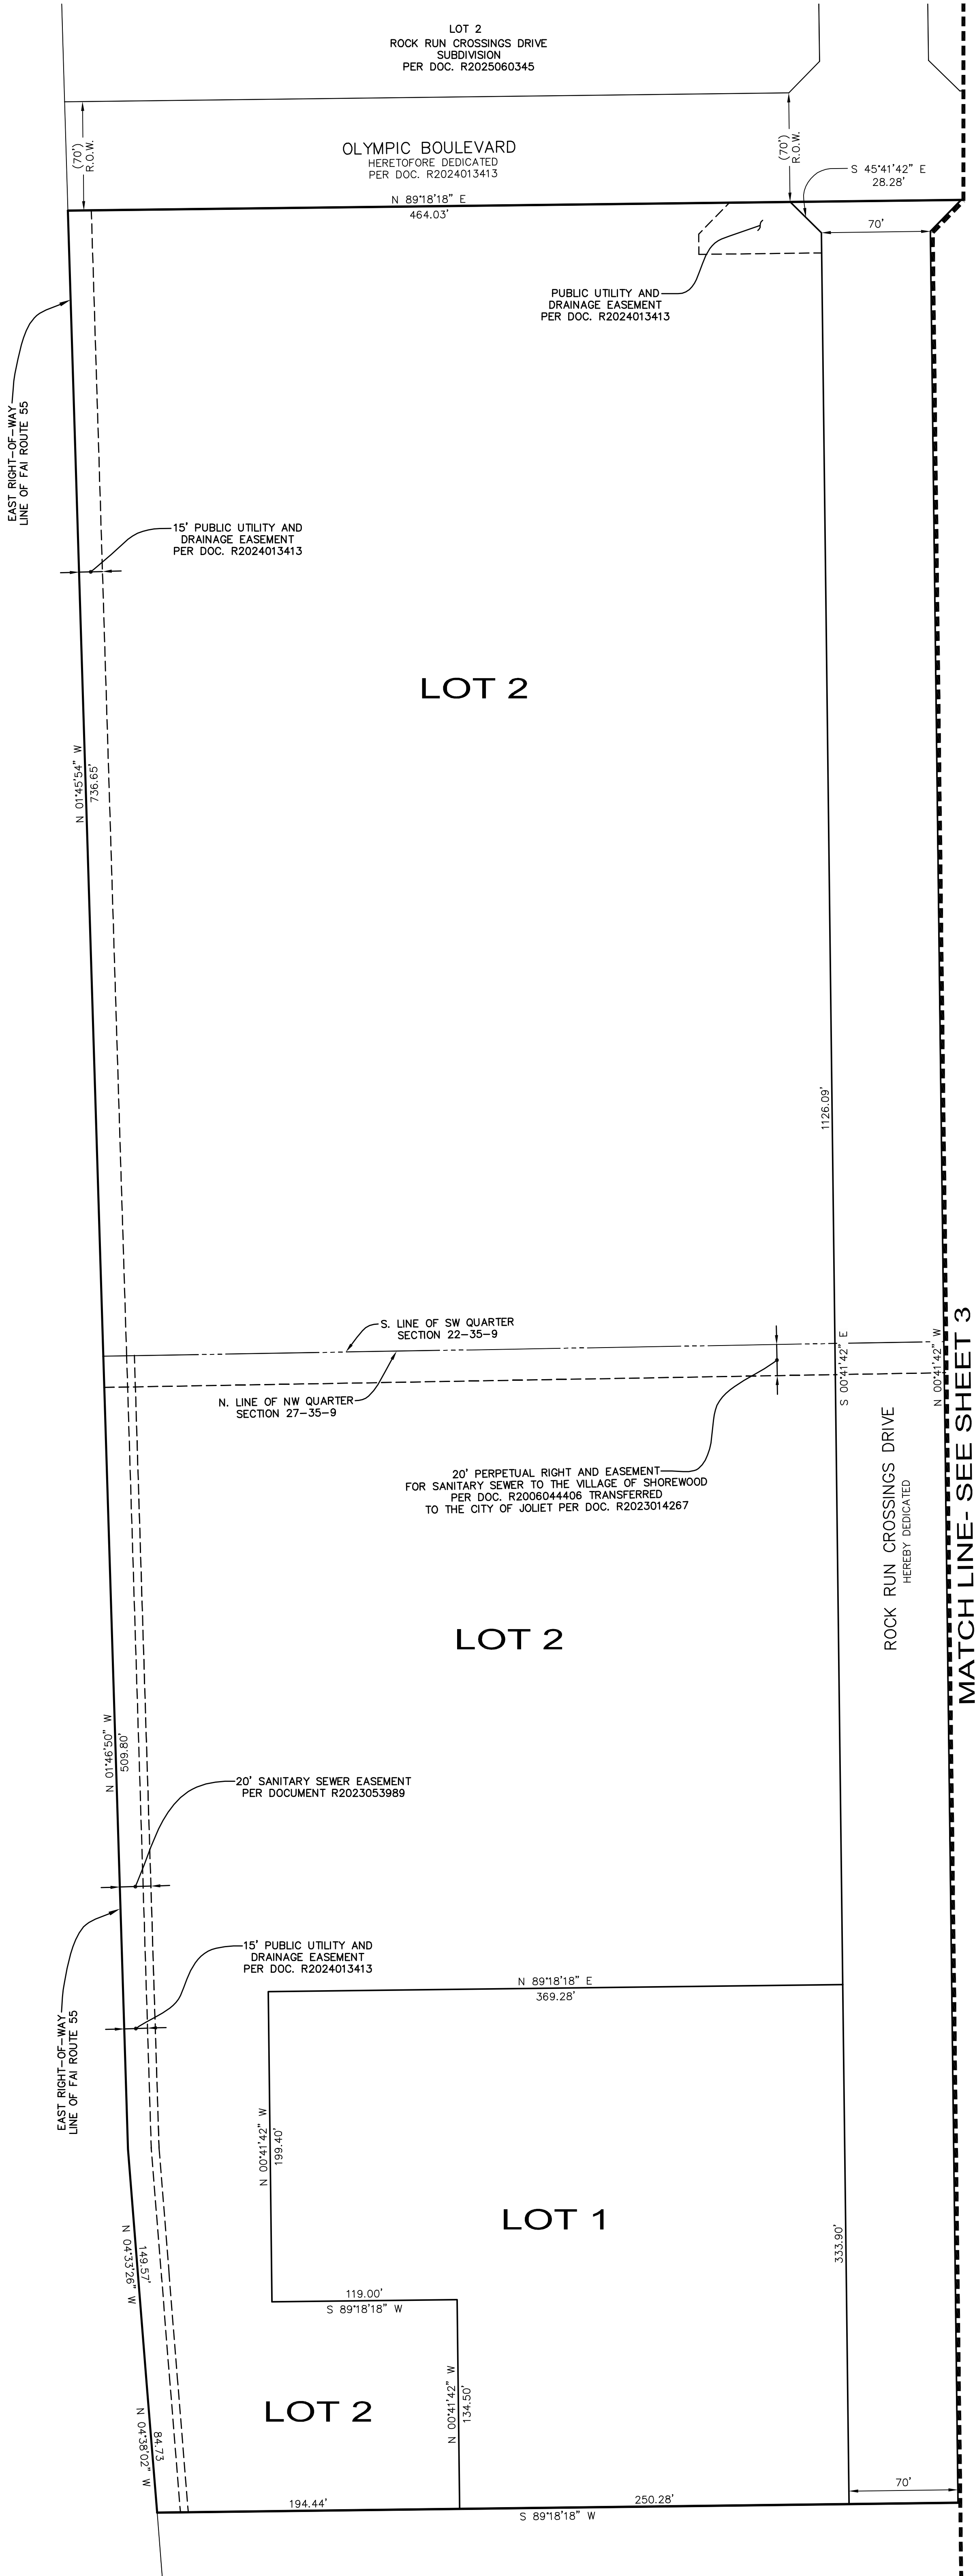 LOT 2
ROCK RUN CROSSINGS DRIVE
SUBDIVISION
PER DOC. R2025060345
(70')
R.O.W.
OLYMPIC BOULEVARD
HERETOFORE DEDICATED
PER DOC. R2024013413
(70')
R.O.W.
S 45°41'42" E
28.28'
N 89°18'18" E
464.03'
70'
PUBLIC UTILITY AND
DRAINAGE EASEMENT
PER DOC. R2024013413
EAST RIGHT-OF-WAY
LINE OF FAI ROUTE 55
15' PUBLIC UTILITY AND
DRAINAGE EASEMENT
PER DOC. R2024013413
LOT 2
N 01°45'54" W
736.65'
1126.09'
S. LINE OF SW QUARTER
SECTION 22-35-9
N. LINE OF NW QUARTER
SECTION 27-35-9
S 00°41'42" E
N 00°41'42" W
MATCH LINE- SEE SHEET 3
20' PERPETUAL RIGHT AND EASEMENT
FOR SANITARY SEWER TO THE VILLAGE OF SHOREWOOD
PER DOC. R2006044406 TRANSFERRED
TO THE CITY OF JOLIET PER DOC. R2023014267
ROCK RUN CROSSINGS DRIVE
HEREBY DEDICATED
LOT 2
N 01°46'50" W
509.80'
20' SANITARY SEWER EASEMENT
PER DOCUMENT R2023053989
15' PUBLIC UTILITY AND
DRAINAGE EASEMENT
PER DOC. R2024013413
EAST RIGHT-OF-WAY
LINE OF FAI ROUTE 55
N 89°18'18" E
369.28'
N 00°41'42" W
199.40'
LOT 1
333.90'
N 04°33'26" W
149.57'
119.00'
S 89°18'18" W
N 00°41'42" W
134.50'
LOT 2
N 04°38'02" W
84.73
70'
194.44'
250.28'
S 89°18'18" W